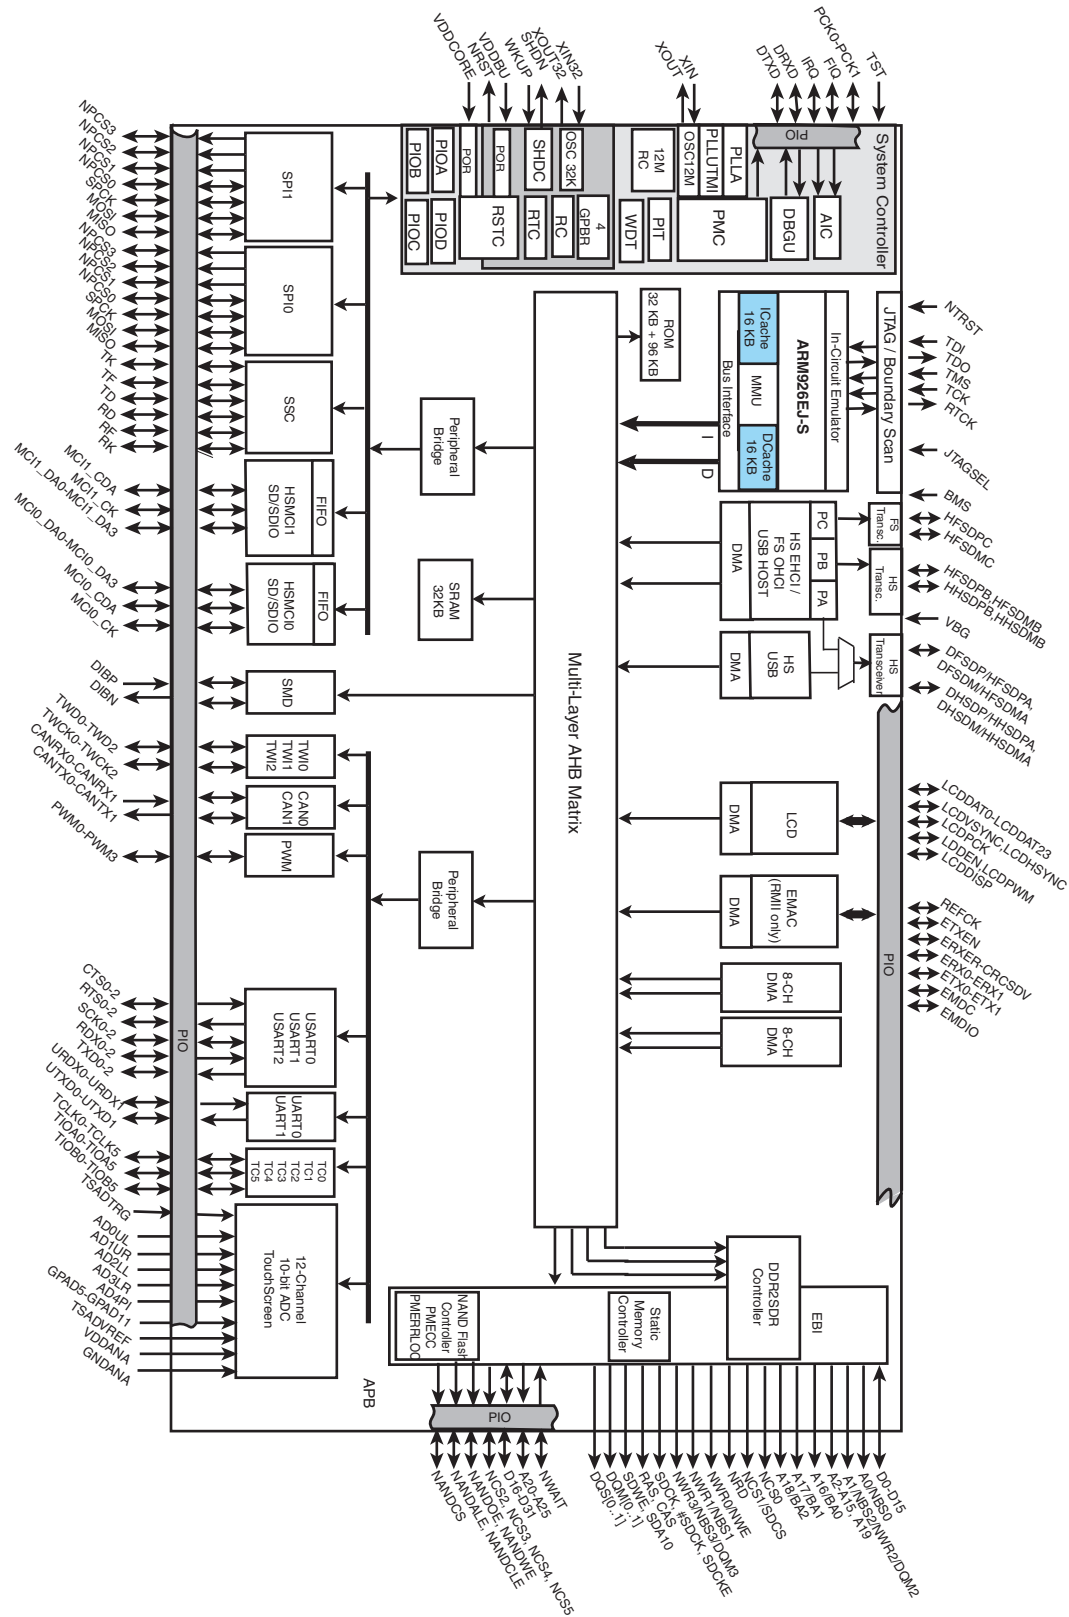 PCK0-PCK1
TST
FIQ
IRQ
DRXD
DTXD
XIN
XOUT
XIN32
XOUT32
SHDN
WKUP
VDDBU
NRST
VDDCORE
System Controller
PIO
AIC
DBGU
PLLA
PLLUTMI
OSC12M
PMC
12M
RC
PIT
WDT
OSC 32K
4
GPBR
RC
SHDC
RTC
POR
POR
RSTC
PIOA
PIOB
PIOC
PIOD
NTRST
TDI
TDO
TMS
TCK
RTCK
JTAGSEL
JTAG / Boundary Scan
In-Circuit Emulator
ARM926EJ-S
ICache
16 KB
MMU
DCache
16 KB
Bus Interface
I
D
ROM
32 KB + 96 KB
BMS
HFSDPC
HFSDMC
HFSDPB,HFSDMB
HHSDPB,HHSDMB
VBG
DFSDP/HFSDPA,
DFSDM/HFSDMA
DHSDP/HHSDPA,
DHSDM/HHSDMA
FS
Transc.
HS
Transc.
HS
Transceiver
PC
PB
PA
HS EHCI /
FS OHCI
USB HOST
DMA
HS
USB
DMA
LCDDAT0-LCDDAT23
LCDVSYNC,LCDHSYNC
LCDPCK
LDDEN,LCDPWM
LCDDISP
LCD
DMA
REFCK
ETXEN
ERXER-CRCSDV
ERX0-ERX1
ETX0-ETX1
EMDC
EMDIO
EMAC
(RMII only)
DMA
PIO
8-CH
DMA
8-CH
DMA
Multi-Layer AHB Matrix
Peripheral
Bridge
SRAM
32KB
Peripheral
Bridge
APB
NPCS3
NPCS2
NPCS1
NPCS0
SPCK
MOSI
MISO
SPI1
NPCS3
NPCS2
NPCS1
NPCS0
SPCK
MOSI
MISO
SPI0
TK
TF
TD
RD
RF
RK
SSC
MCI1_CDA
MCI1_CK
MCI1_DA0-MCI1_DA3
FIFO
HSMCI1
SD/SDIO
MCI0_DA0-MCI0_DA3
MCI0_CDA
MCI0_CK
FIFO
HSMCI0
SD/SDIO
DIBP
DIBN
SMD
TWD0-TWD2
TWCK0-TWCK2
TWI0
TWI1
TWI2
CANRX0-CANRX1
CANTX0-CANTX1
CAN0
CAN1
PWM0-PWM3
PWM
PIO
CTS0-2
RTS0-2
SCK0-2
RDX0-2
TXD0-2
USART0
USART1
USART2
URDX0-URDX1
UTXD0-UTXD1
UART0
UART1
TCLK0-TCLK5
TIOA0-TIOA5
TIOB0-TIOB5
TC0
TC1
TC2
TC3
TC4
TC5
TSADTRG
AD0UL
AD1UR
AD2LL
AD3LR
AD4PI
GPAD5-GPAD11
TSADVREF
VDDANA
GNDANA
12-Channel
10-bit ADC
TouchScreen
EBI
DDR2SDR
Controller
Static
Memory
Controller
NAND Flash
Controller
PMECC
PMERRLOC
PIO
D0-D15
A0/NBS0
A1/NBS2/NWR2/DQM2
A2-A15, A19
A16/BA0
A17/BA1
A18/BA2
NCS0
NCS1/SDCS
NRD
NWR0/NWE
NWR1/NBS1
NWR3/NBS3/DQM3
SDCK, #SDCK, SDCKE
RAS, CAS
SDWE, SDA10
DQM[0..1]
DQS[0..1]
NWAIT
A20-A25
D16-D31
NCS2, NCS3, NCS4, NCS5
NANDOE, NANDWE
NANDALE, NANDCLE
NANDCS